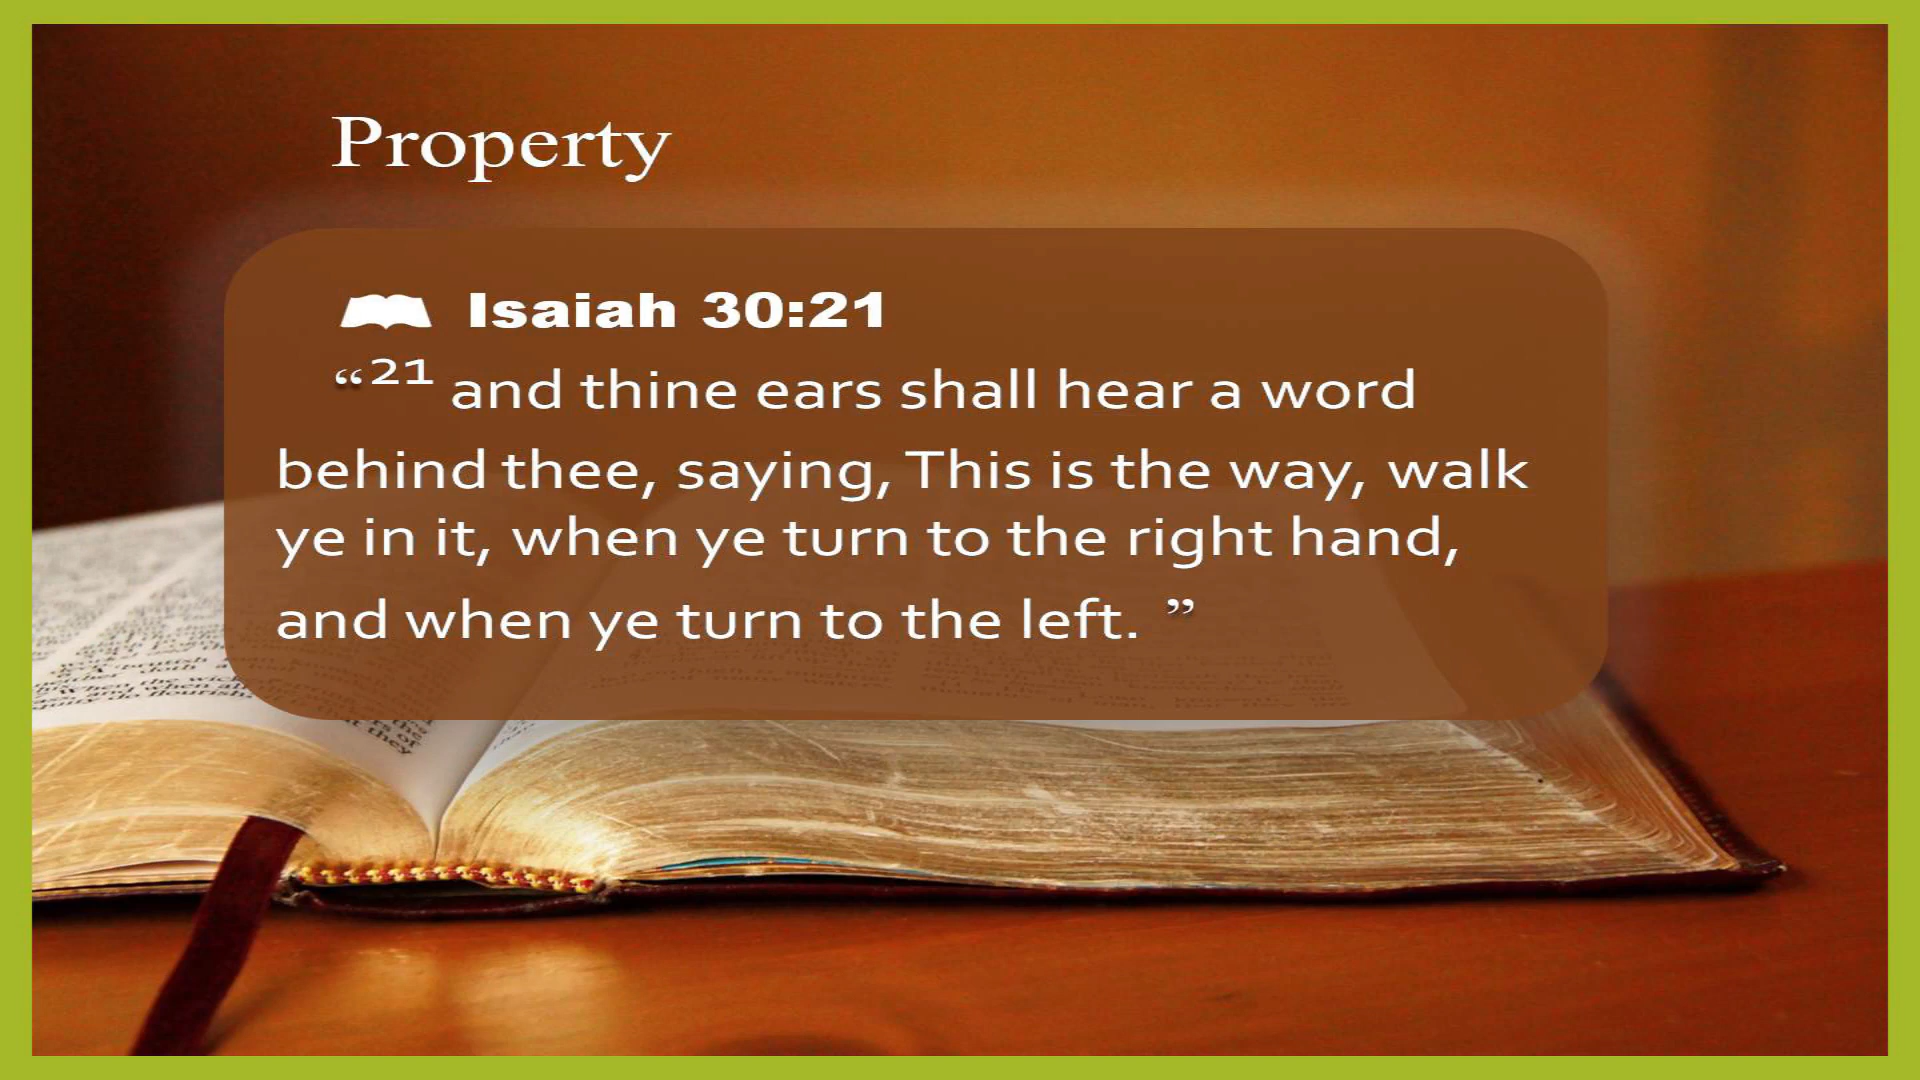 Property
Isaiah 30:21
“21 and thine ears shall hear a word
behind thee, saying, This is the way, walk
ye in it, when ye turn to the right hand,
and when ye turn to the left. ”